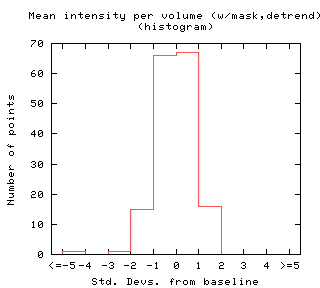 Mean intensity per volume (w/mask,detrend)
(histogram)
70
60
50
40
30
20
10
0
Number of points
<=-5 -4 -3 -2 -1 0 1 2 3 4 >=5
Std. Devs. from baseline